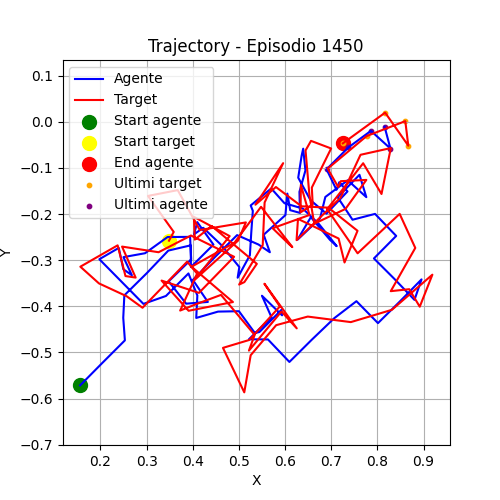 Trajectory - Episodio 1450
Agente
Target
Start agente
Start target
End agente
Ultimi target
Ultimi agente
0.1
0.0
−0.1
−0.2
−0.3
−0.4
−0.5
−0.6
−0.7
Y
0.2 0.3 0.4 0.5 0.6 0.7 0.8 0.9
X